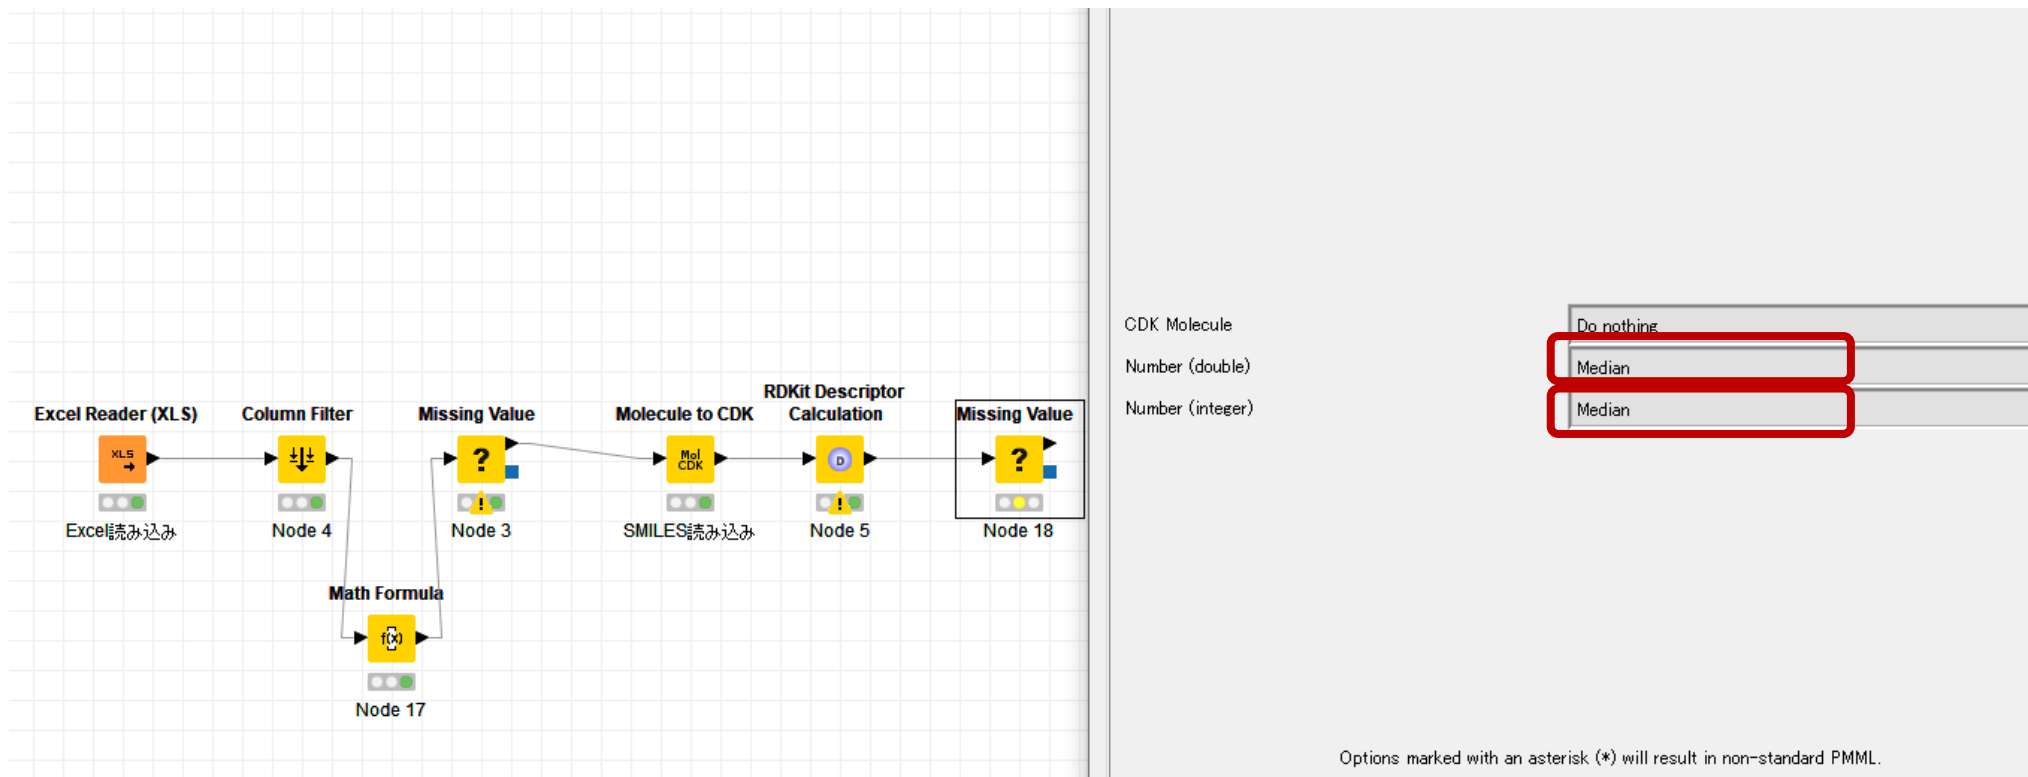 Excel Reader (XLS)
XLS
Excel読み込み
Column Filter
Node 4
Math Formula
f(x)
Node 17
Missing Value
?
!
Node 3
Molecule to CDK
Mol
CDK
SMILES読み込み
RDKit Descriptor
Calculation
D
!
Node 5
Missing Value
?
Node 18
CDK Molecule
Do nothing
Number (double)
Median
Number (integer)
Median
Options marked with an asterisk (*) will result in non-standard PMML.